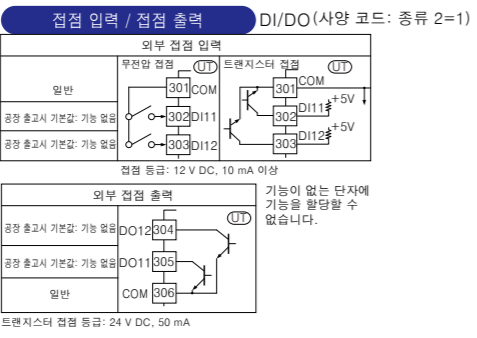 접점 입력 / 접점 출력
DI/DO(사양 코드: 종류 2=1)
외부 접점 입력
무전압 접점
UT
트랜지스터 접점
UT
일반
301
COM
301
COM
+5V
공장 출고시 기본값: 기능 없음
302
DI11
302
DI11
+5V
공장 출고시 기본값: 기능 없음
303
DI12
303
DI12
접점 등급: 12 V DC, 10 mA 이상
외부 접점 출력
UT
공장 출고시 기본값: 기능 없음
DO12
304
공장 출고시 기본값: 기능 없음
DO11
305
일반
COM
306
트랜지스터 접점 등급: 24 V DC, 50 mA
기능이 없는 단자에
기능을 할당할 수
없습니다.